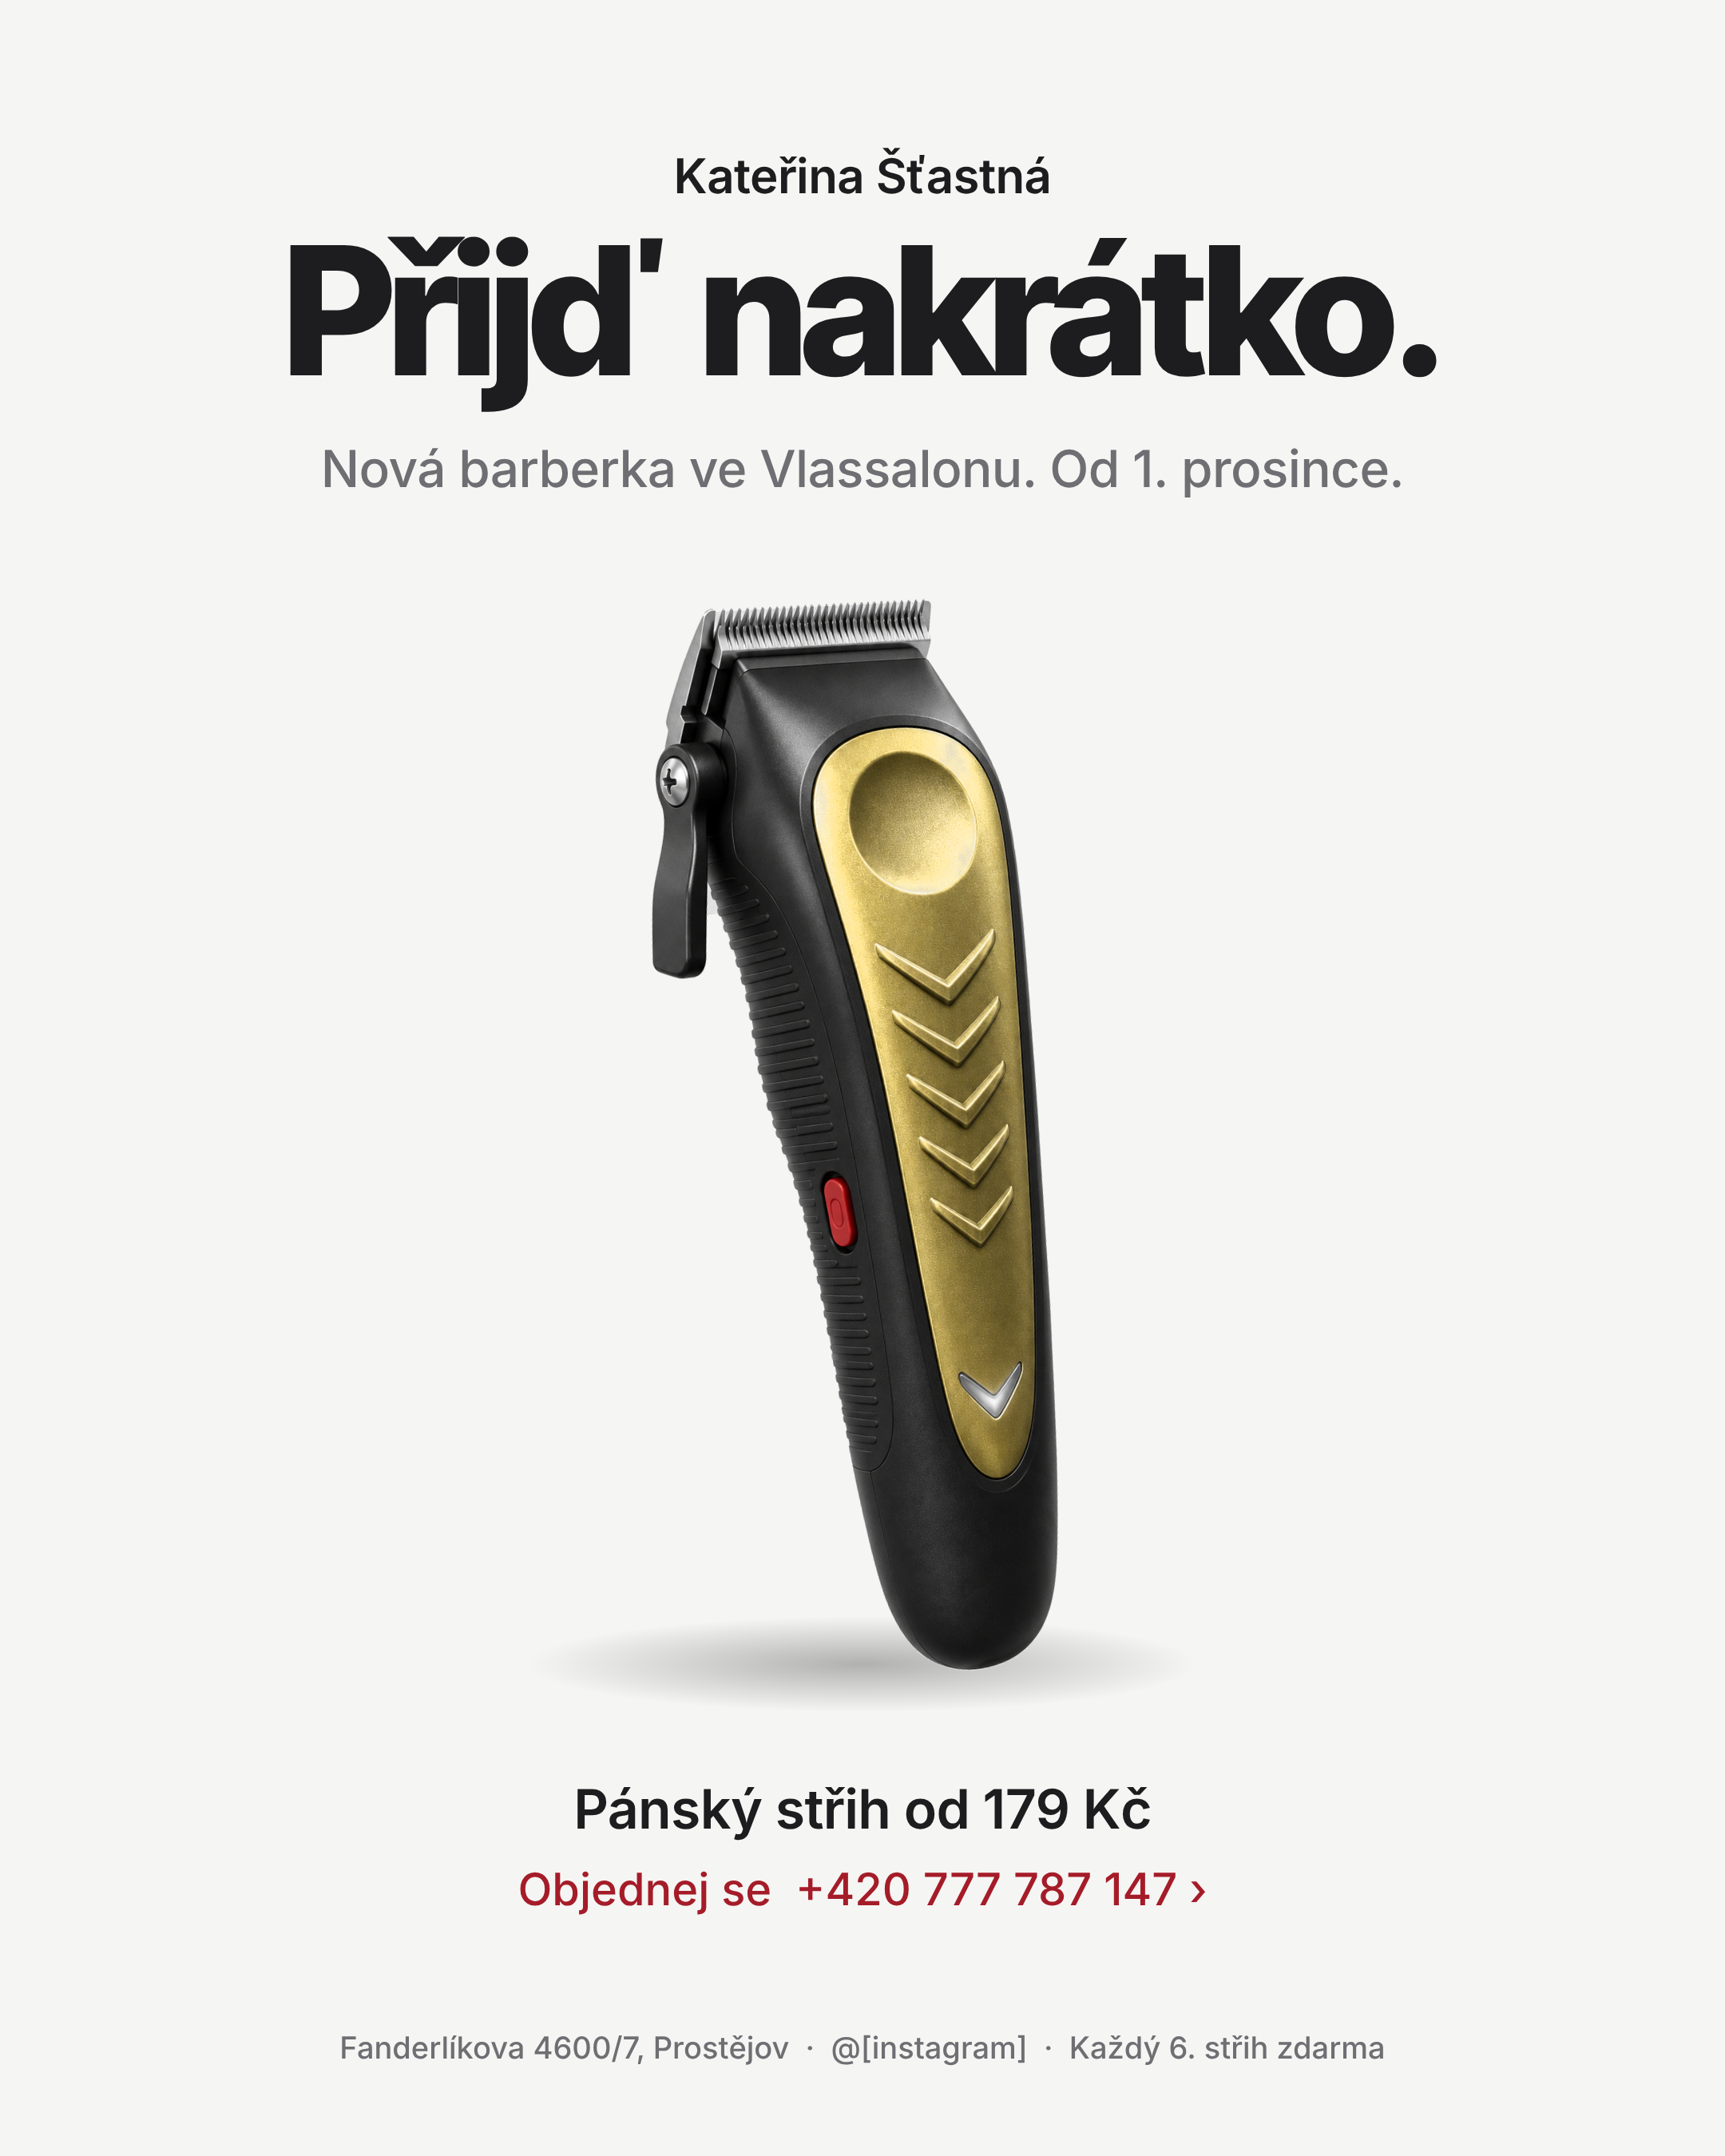 Kateřina Šťastná
Přijď nakrátko.
Nová barberka ve Vlassalonu. Od 1. prosince.
Pánský střih od 179 Kč
Objednej se +420 777 787 147 ›
Fanderlíkova 4600/7, Prostějov · @[instagram] · Každý 6. střih zdarma